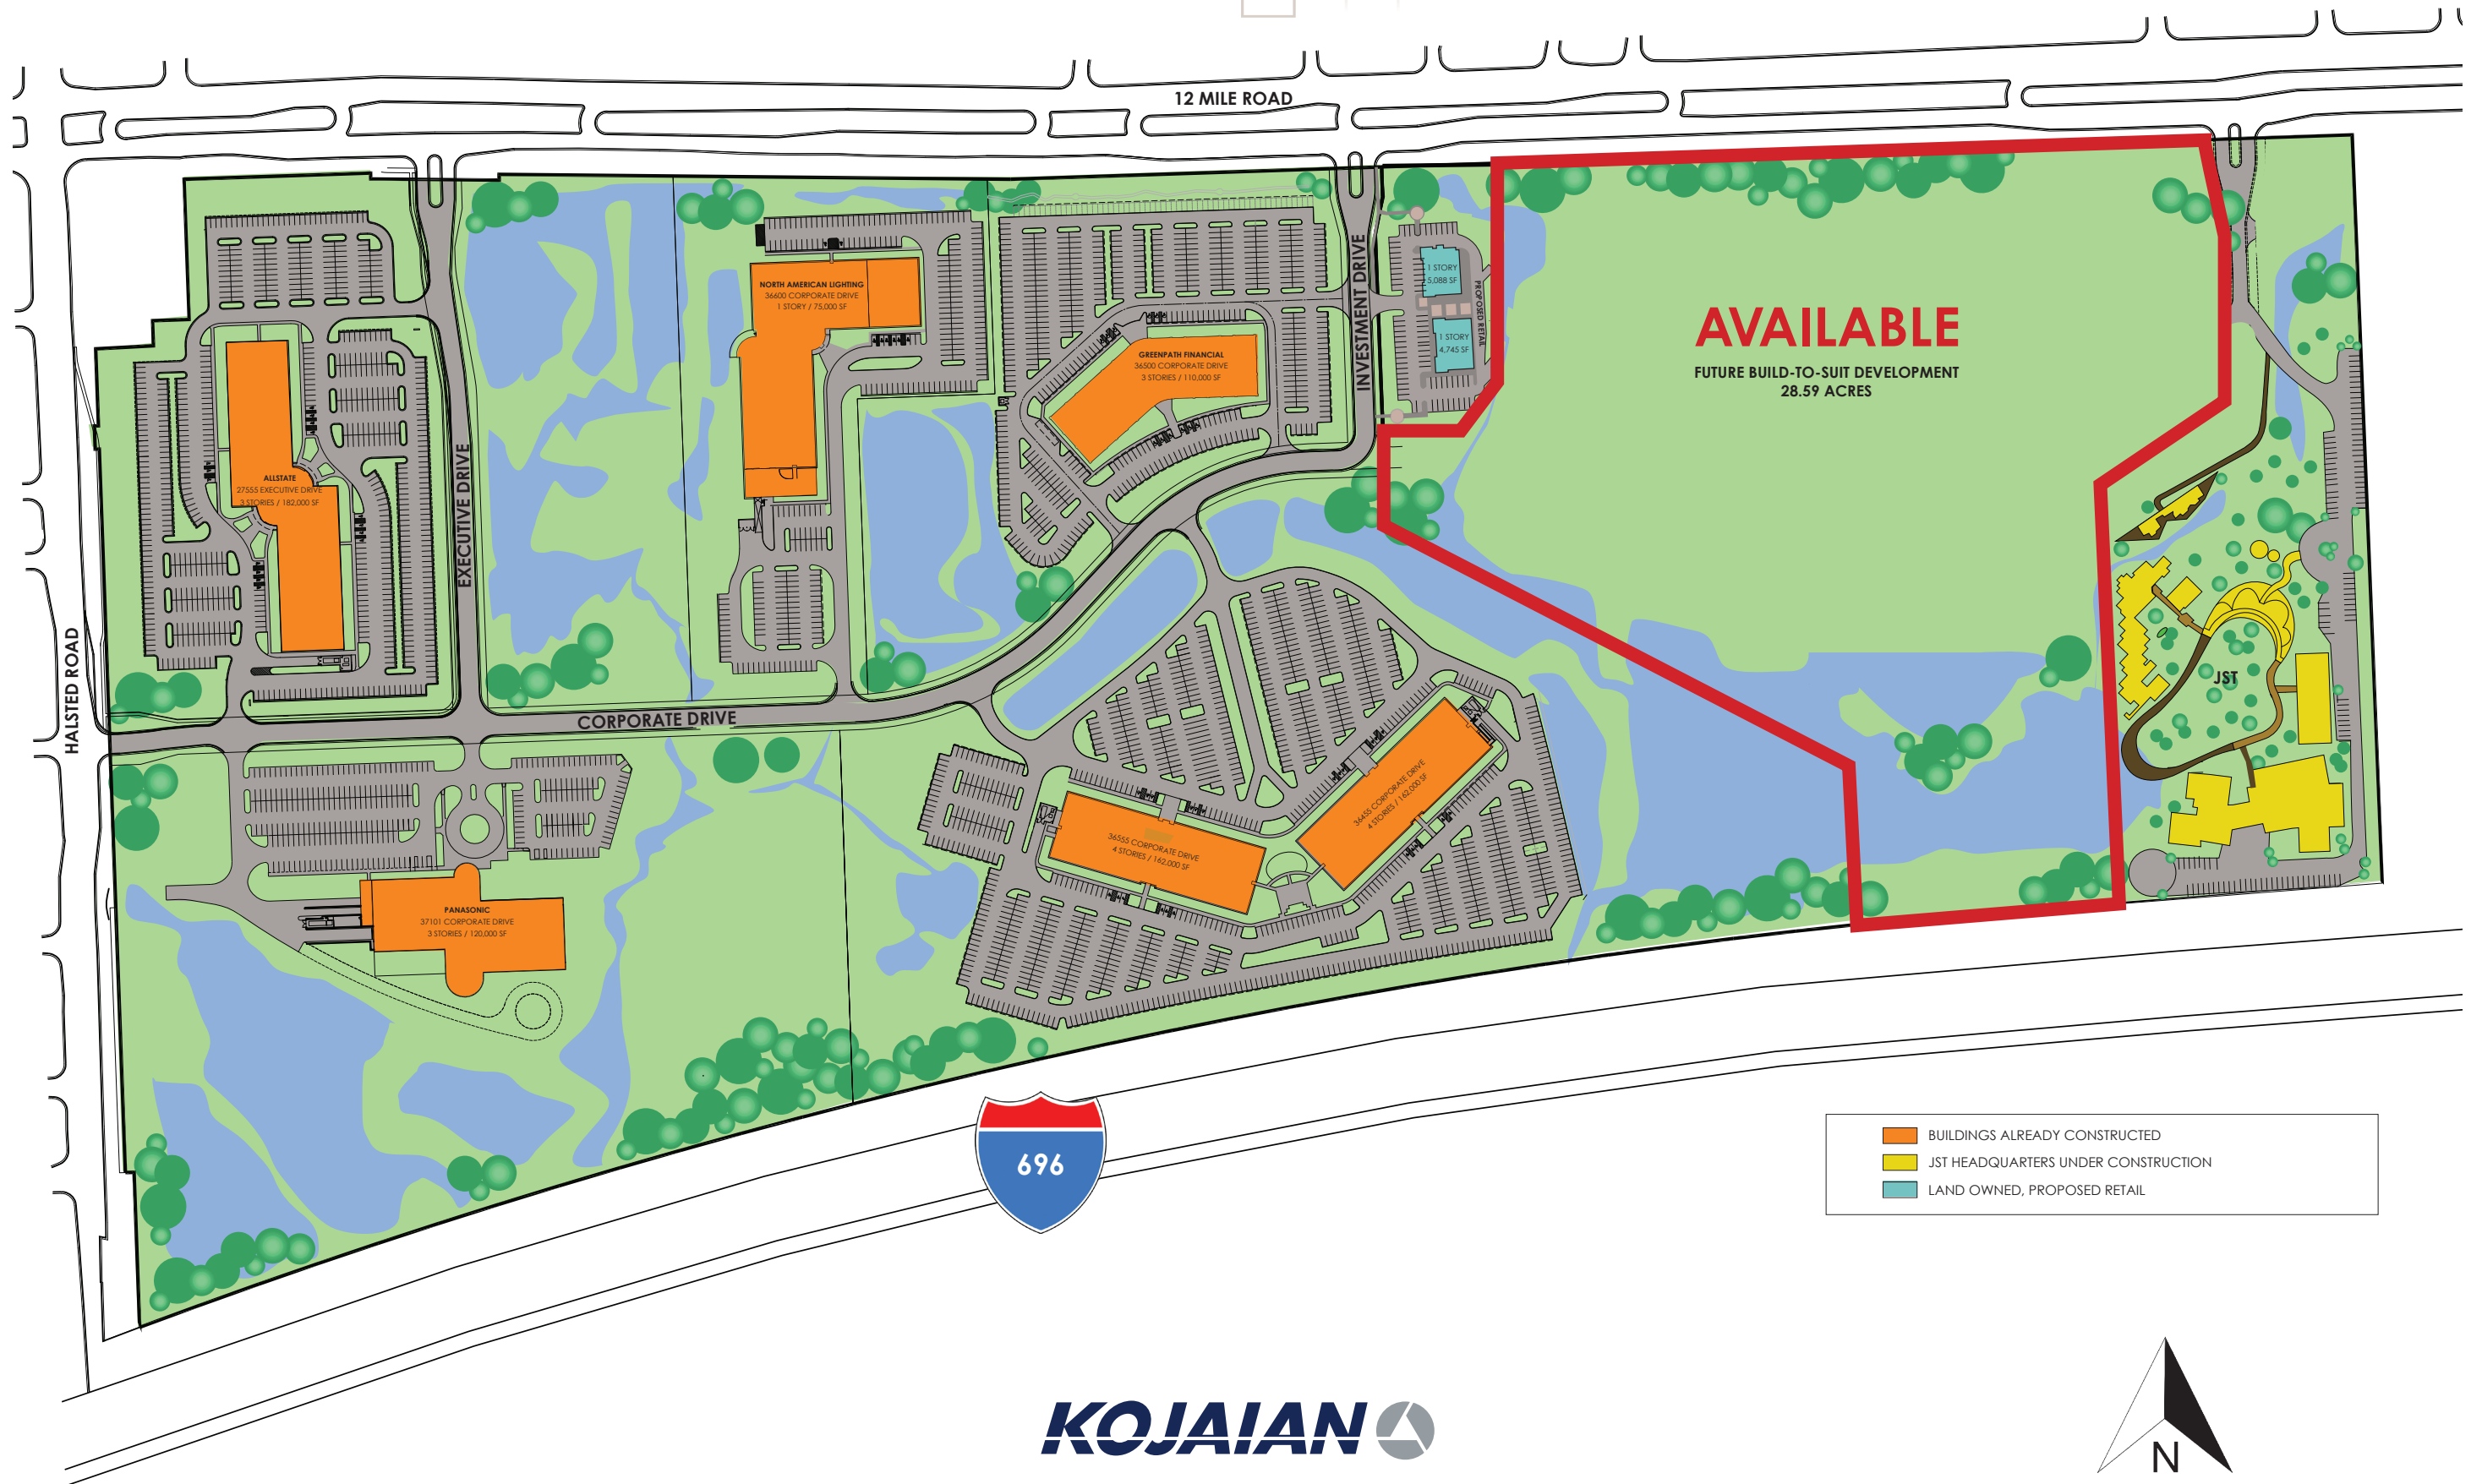 12 MILE ROAD
HALSTED ROAD
EXECUTIVE DRIVE
INVESTMENT DRIVE
CORPORATE DRIVE
ALLSTATE
27555 EXECUTIVE DRIVE
3 STORIES / 182,000 SF
NORTH AMERICAN LIGHTING
36600 CORPORATE DRIVE
1 STORY / 75,000 SF
GREENPATH FINANCIAL
36500 CORPORATE DRIVE
3 STORIES / 110,000 SF
1 STORY
5,088 SF
1 STORY
4,745 SF
PROPOSED RETAIL
AVAILABLE
FUTURE BUILD-TO-SUIT DEVELOPMENT
28.59 ACRES
JST
PANASONIC
37101 CORPORATE DRIVE
3 STORIES / 120,000 SF
36555 CORPORATE DRIVE
4 STORIES / 162,000 SF
36455 CORPORATE DRIVE
4 STORIES / 162,000 SF
696
BUILDINGS ALREADY CONSTRUCTED
JST HEADQUARTERS UNDER CONSTRUCTION
LAND OWNED, PROPOSED RETAIL
KOJAIAN
N